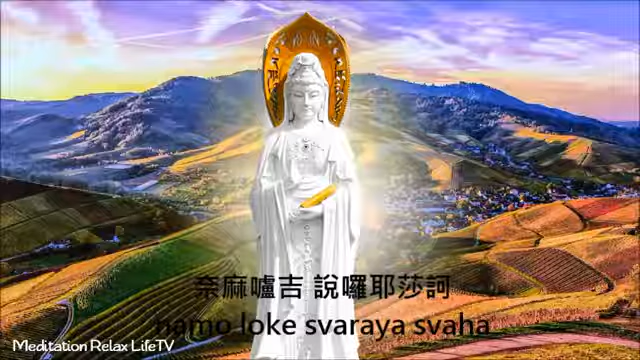 奈麻嚧吉 說囉耶莎訶
namo loke svaraya svaha
Meditation Relax LifeTV